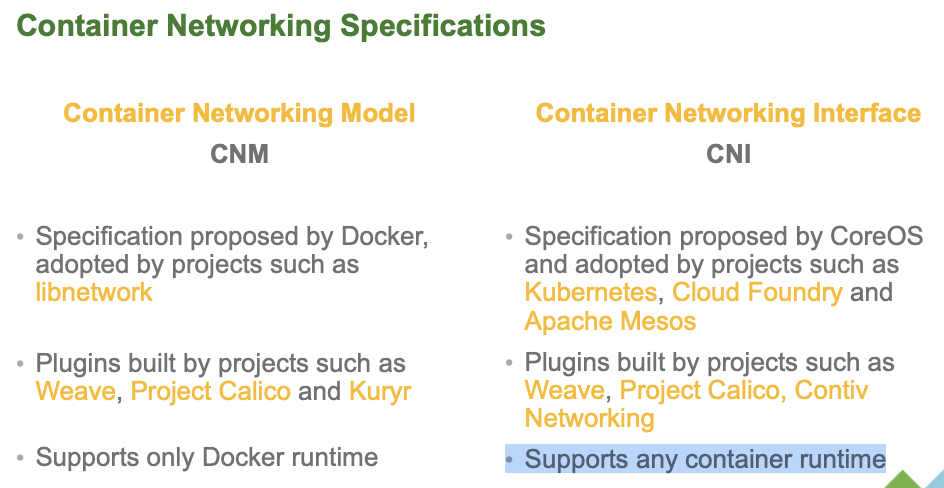 Container Networking Specifications
Container Networking Model
CNM
• Specification proposed by Docker,
adopted by projects such as
libnetwork
• Plugins built by projects such as
Weave, Project Calico and Kuryr
• Supports only Docker runtime
Container Networking Interface
CNI
• Specification proposed by CoreOS
and adopted by projects such as
Kubernetes, Cloud Foundry and
Apache Mesos
• Plugins built by projects such as
Weave, Project Calico, Contiv
Networking
• Supports any container runtime